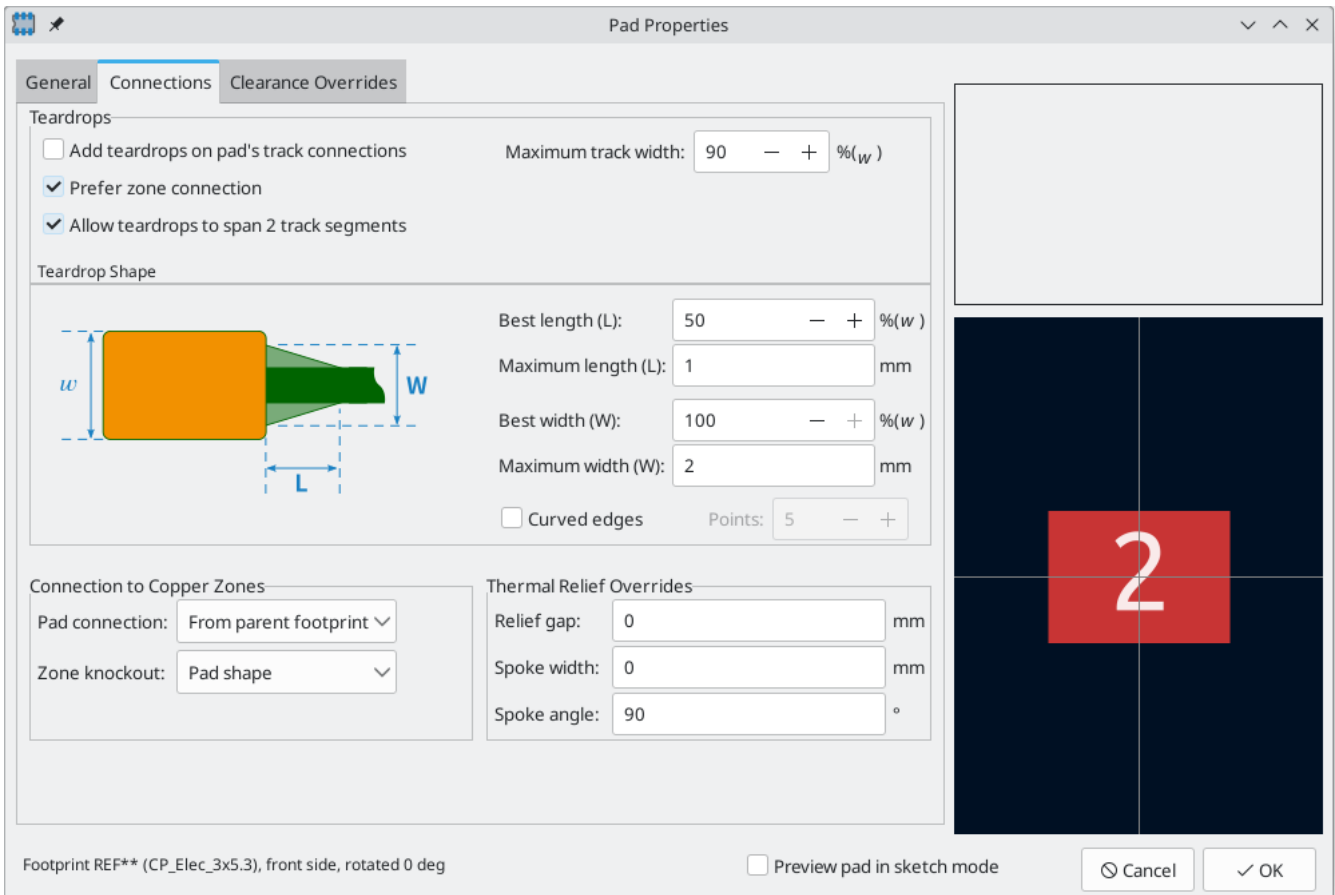 Pad Properties
General Connections Clearance Overrides
Teardrops
Add teardrops on pad's track connections
Maximum track width: 90 %(w )
Prefer zone connection
Allow teardrops to span 2 track segments
Teardrop Shape
w W L
Best length (L): 50 %(w )
Maximum length (L): 1 mm
Best width (W): 100 %(w )
Maximum width (W): 2 mm
Curved edges Points: 5
Connection to Copper Zones
Pad connection: From parent footprint
Zone knockout: Pad shape
Thermal Relief Overrides
Relief gap: 0 mm
Spoke width: 0 mm
Spoke angle: 90 °
2
Footprint REF** (CP_Elec_3x5.3), front side, rotated 0 deg
Preview pad in sketch mode
Cancel
OK